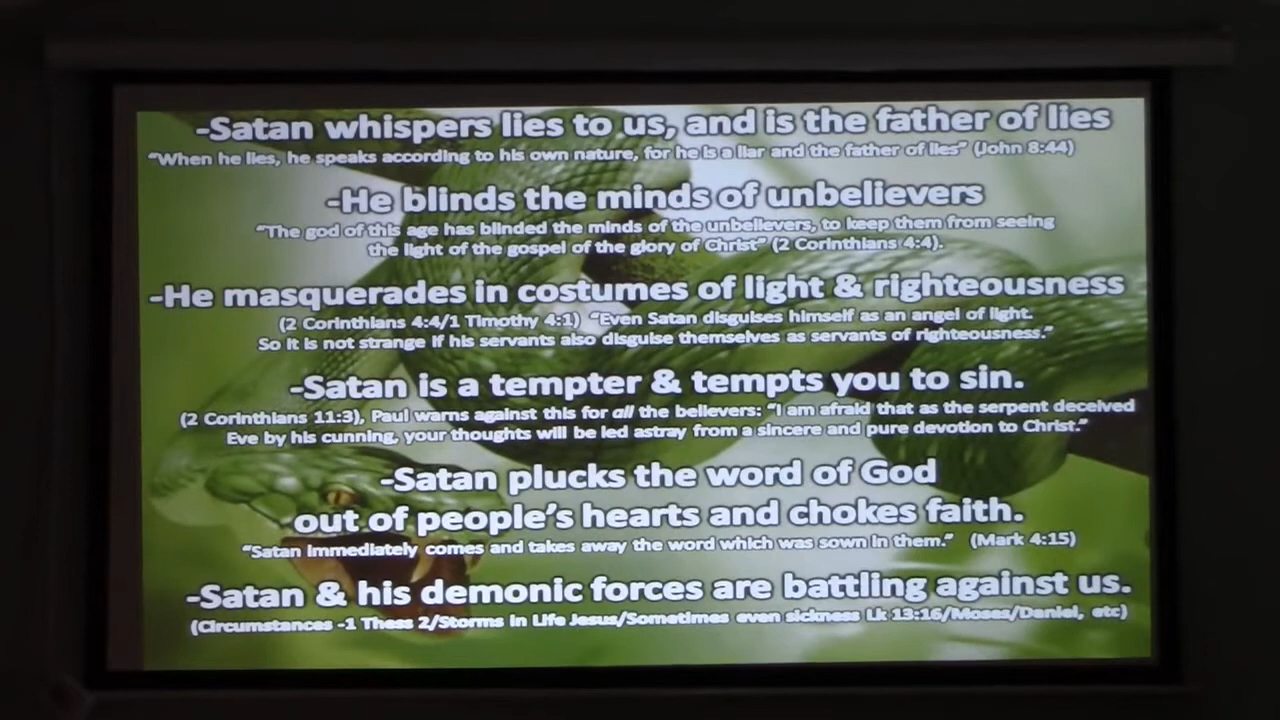 -Satan whispers lies to us, and is the father of lies
"When he lies, he speaks according to his own nature, for he is a liar and the father of lies" (John 8:44)
-He blinds the minds of unbelievers
"The god of this age has blinded the minds of the unbelievers, to keep them from seeing
the light of the gospel of the glory of Christ" (2 Corinthians 4:4).
-He masquerades in costumes of light & righteousness
(2 Corinthians 4:4/1 Timothy 4:1) "Even Satan disguises himself as an angel of light.
So it is not strange if his servants also disguise themselves as servants of righteousness."
-Satan is a tempter & tempts you to sin.
(2 Corinthians 11:3), Paul warns against this for all the believers: "I am afraid that as the serpent deceived
Eve by his cunning, your thoughts will be led astray from a sincere and pure devotion to Christ."
-Satan plucks the word of God
out of people's hearts and chokes faith.
"Satan immediately comes and takes away the word which was sown in them." (Mark 4:15)
-Satan & his demonic forces are battling against us.
(Circumstances -1 Thess 2/Storms in Life Jesus/Sometimes even sickness Lk 13:16/Moses/Daniel, etc)